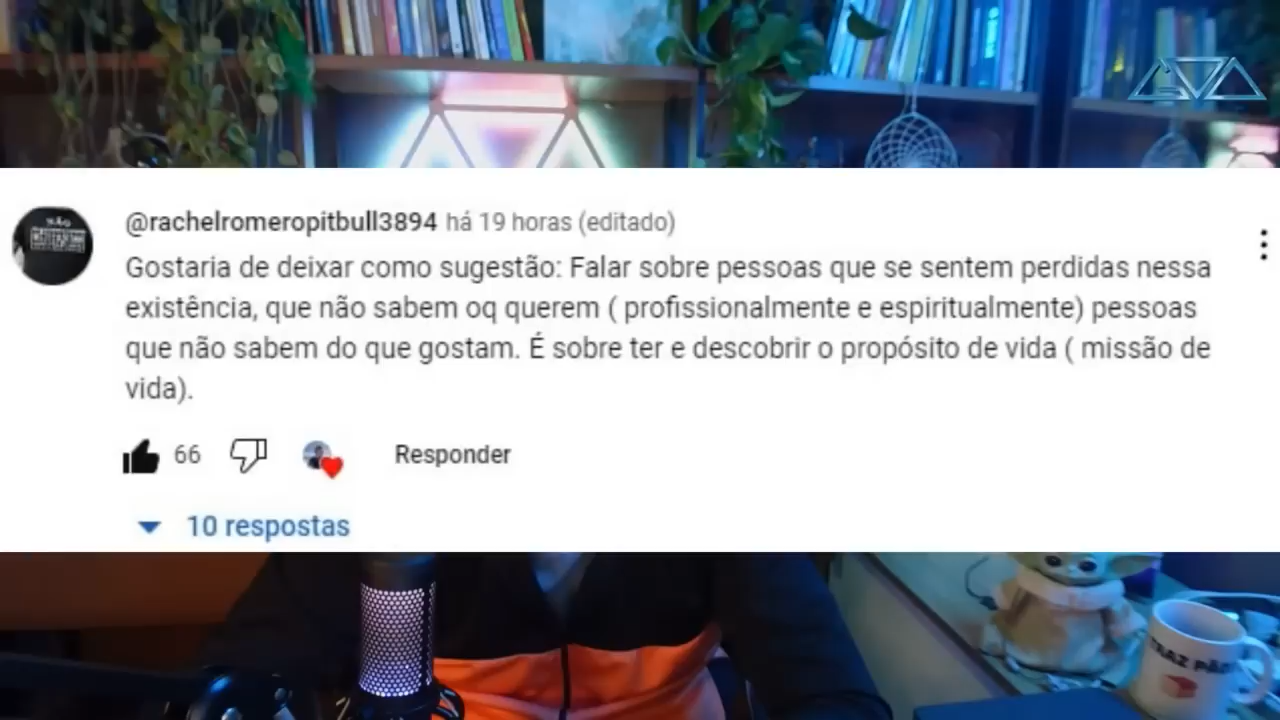 @rachelromeropitbull3894 há 19 horas (editado)
Gostaria de deixar como sugestão: Falar sobre pessoas que se sentem perdidas nessa
existência, que não sabem oq querem ( profissionalmente e espiritualmente) pessoas
que não sabem do que gostam. É sobre ter e descobrir o propósito de vida ( missão de
vida).
66
Responder
10 respostas